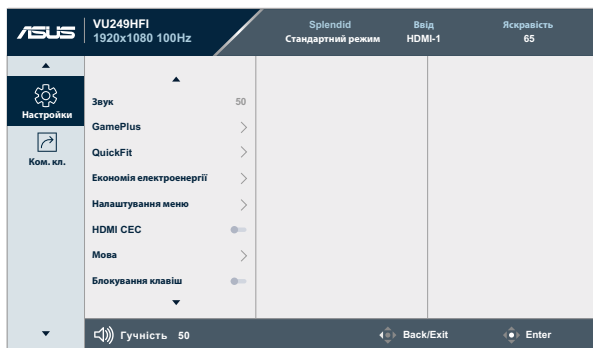 ASUS
VU249HFI
1920x1080 100Hz
Splendid
Стандартний режим
Ввід
HDMI-1
Яскравість
65
Настройки
Ком. кл.
Звук 50
GamePlus
QuickFit
Економія електроенергії
Налаштування меню
HDMI CEC
Мова
Блокування клавіш
Гучність 50
Back/Exit
Enter